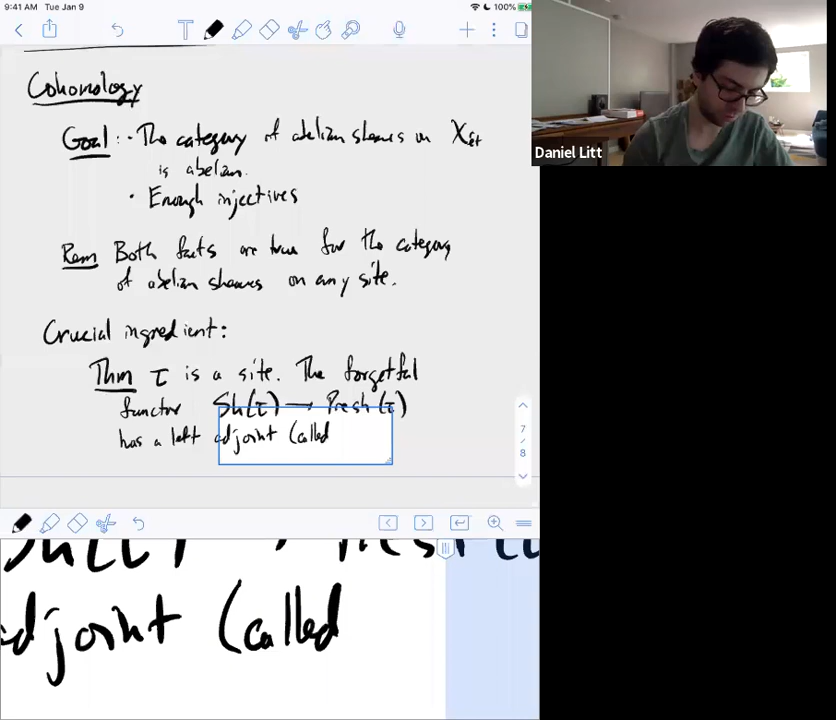 9:41 AM Tue Jan 9
100%
Cohomology
Goal: · The category of abelian sheaves on Xét
is abelian.
· Enough injectives
Rem Both facts are true for the category
of abelian sheaves on any site.
Crucial ingredient:
Thm τ is a site. The forgetful
functor Sh(τ) → Presh(τ)
has a left adjoint (called
7
/
8
adjoint (called
Daniel Litt